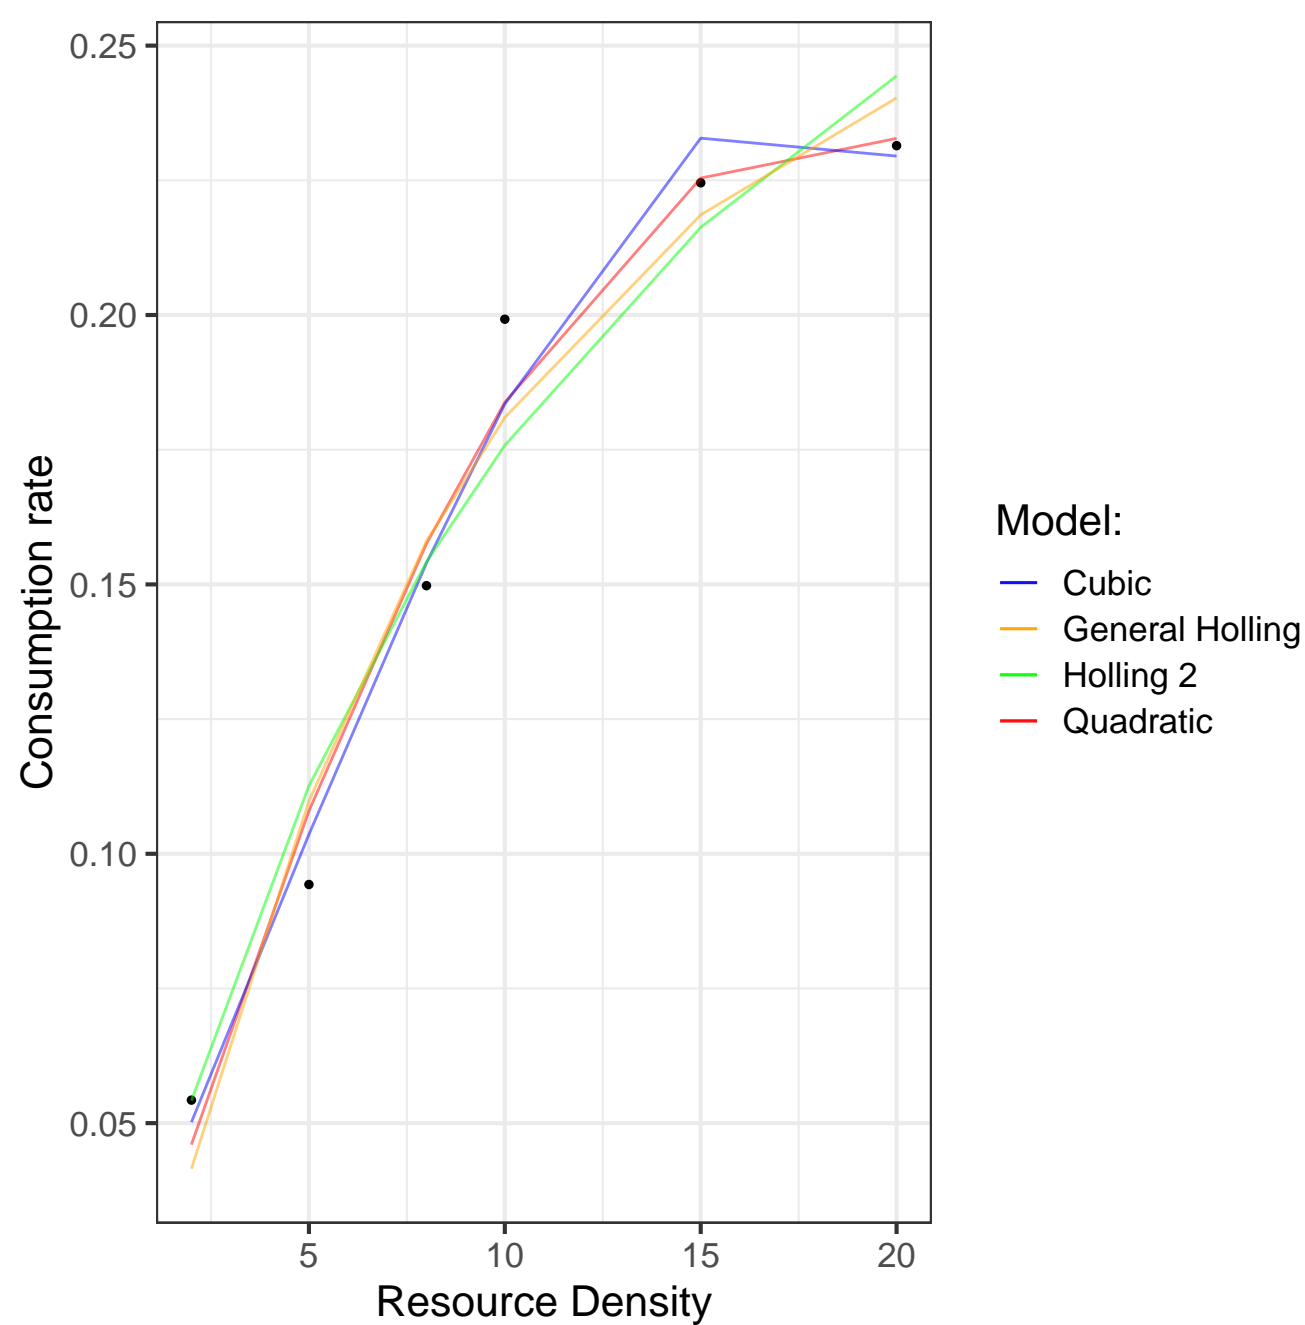 0.25
0.20
0.15
0.10
0.05
Consumption rate
5 10 15 20
Resource Density
Model:
Cubic
General Holling
Holling 2
Quadratic